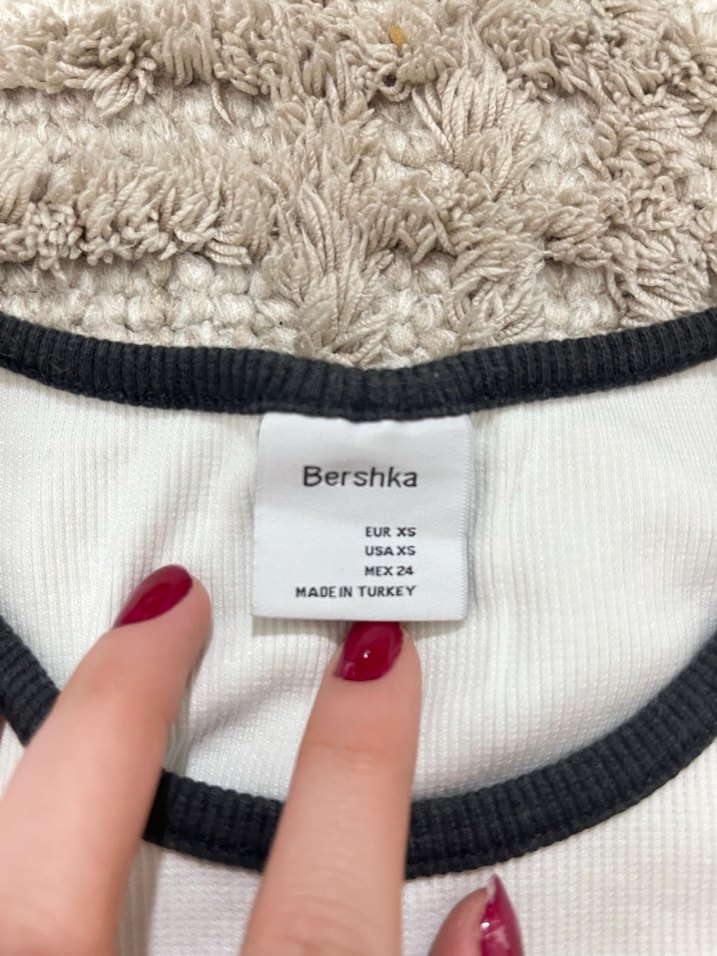 Bershka
EUR XS
USA XS
MEX 24
MADE IN TURKEY